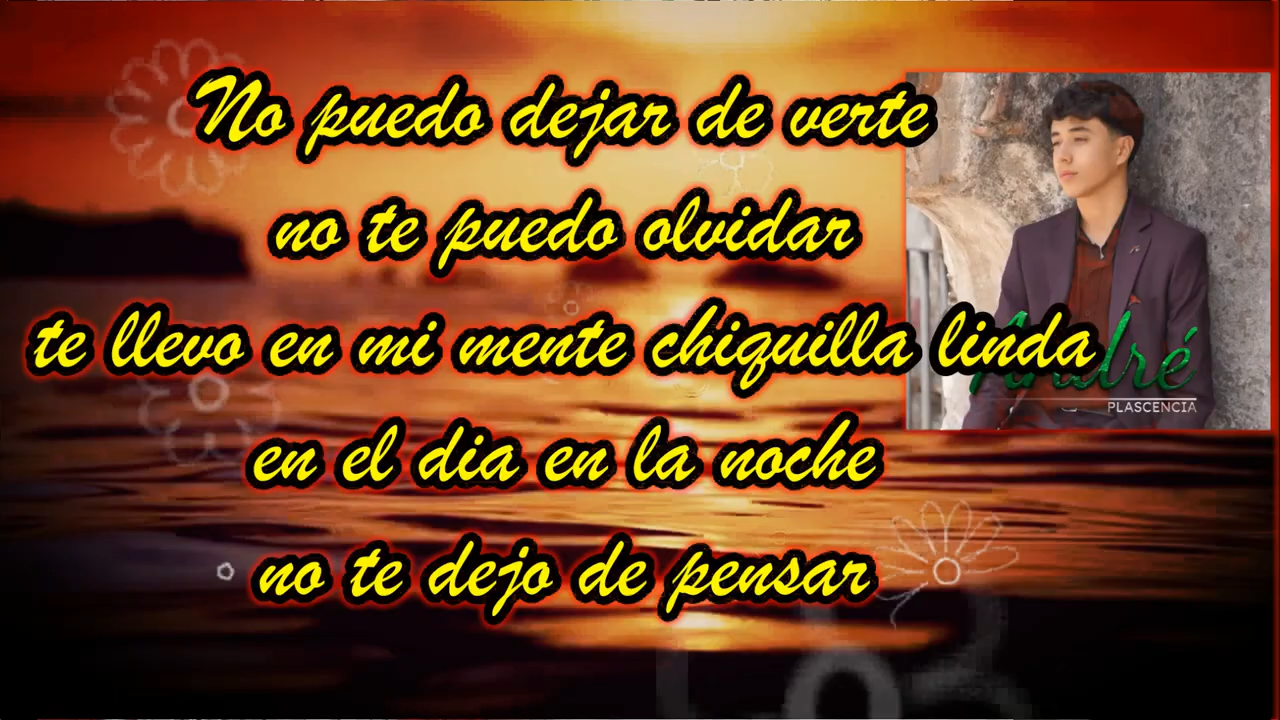 No puedo dejar de verte
no te puedo olvidar
te llevo en mi mente chiquilla linda
en el dia en la noche
no te dejo de pensar
André
PLASCENCIA